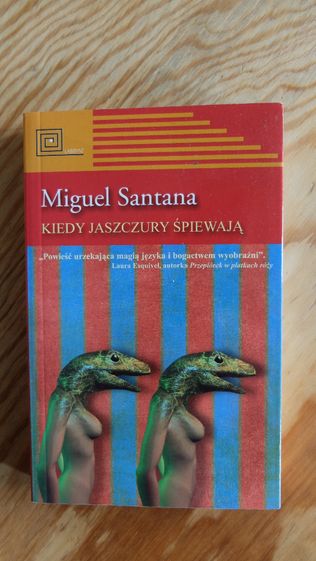 Miguel Santana
KIEDY JASZCZURY ŚPIEWAJĄ
„Powieść urzekająca magią języka i bogactwem wyobraźni”.
Laura Esquivel, autorka Przepiórek w płatkach róży